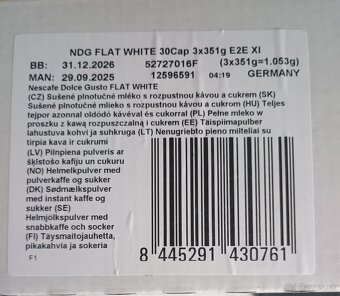 NDG FLAT WHITE 30Cap 3x351g E2E XI
BB: 31.12.2026 52727016F (3x351g=1.053g)
MAN: 29.09.2025 12596591 04:19 GERMANY
Nescafe Dolce Gusto FLAT WHITE
(CZ) Sušené plnotučné mléko s rozpustnou kávou a cukrem (SK)
Sušené plnotučné mlieko s rozpustnou kávou a cukrom (HU) Teljes
tejpor azonnal oldódó kávéval és cukorral (PL) Pełne mleko w
proszku z kawą rozpuszczalną i cukrem (EE) Täispiimapulber
lahustuva kohvi ja suhkruga (LT) Nenugriebto pieno milteliai su
tirpia kava ir cukrumi
(LV) Pilnpiena pulveris ar
šķīstošo kafiju un cukuru
(NO) Helmelkpulver med
pulverkaffe og sukker
(DK) Sødmælkspulver
med instant kaffe og
sukker (SE)
Helmjölkspulver med
snabbkaffe och socker
(FI) Täysmaitojauhetta,
pikakahvia ja sokeria
F1
8 445291 430761